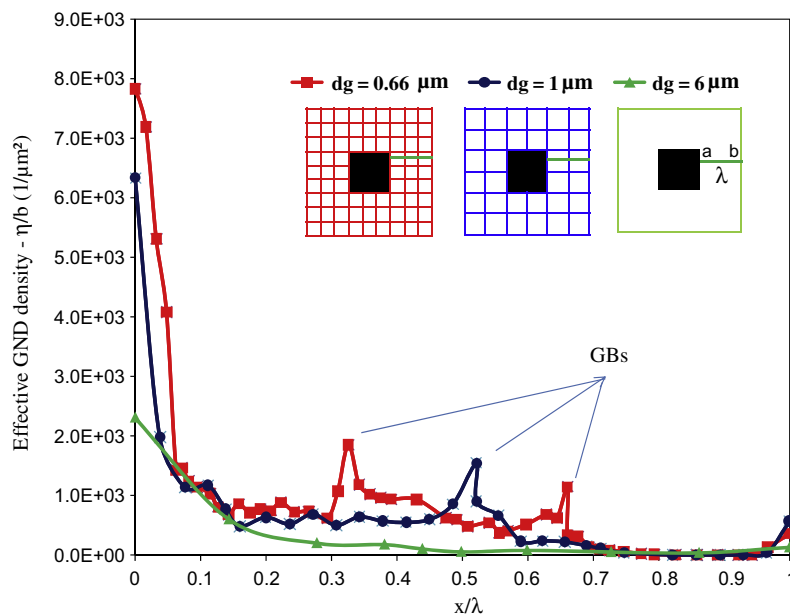 9.0E+03
8.0E+03
7.0E+03
6.0E+03
5.0E+03
4.0E+03
3.0E+03
2.0E+03
1.0E+03
0.0E+03
Effective GND density - η/b (1/μm²)
dg = 0.66 μm
dg = 1 μm
dg = 6 μm
a b
λ
GBs
0 0.1 0.2 0.3 0.4 0.5 0.6 0.7 0.8 0.9 1
x/λ